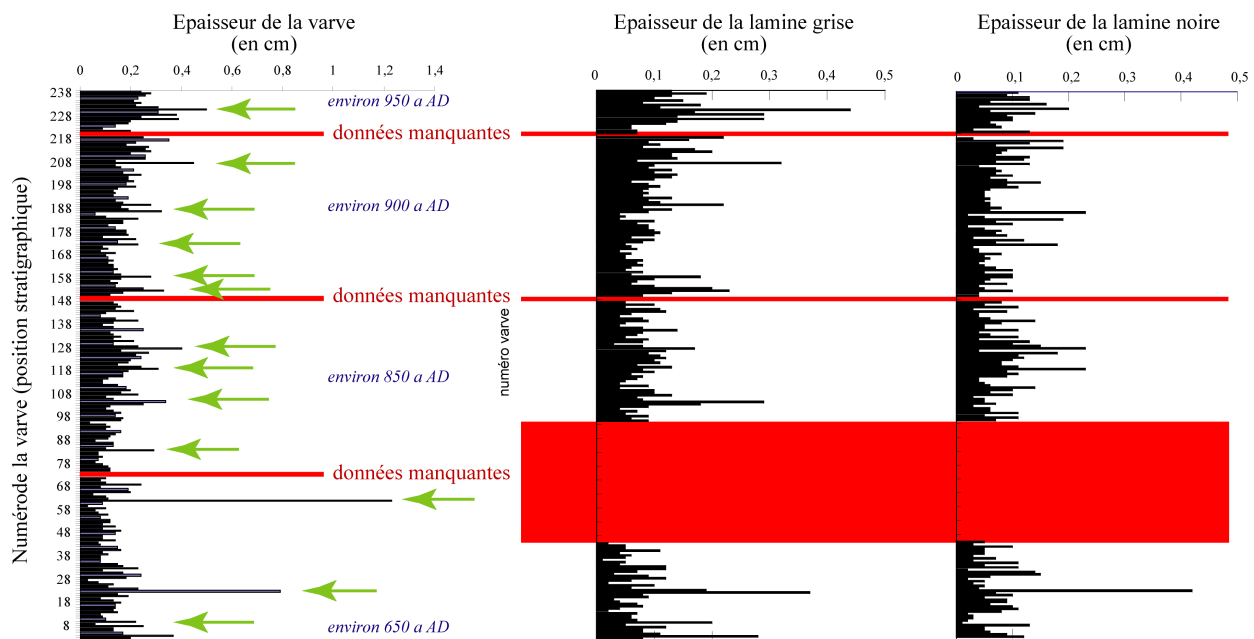 Epaisseur de la varve
(en cm)
Epaisseur de la lamine grise
(en cm)
Epaisseur de la lamine noire
(en cm)
0 0,2 0,4 0,6 0,8 1 1,2 1,4
0 0,1 0,2 0,3 0,4 0,5
0 0,1 0,2 0,3 0,4 0,5
Numérode la varve (position stratigraphique)
238
228
218
208
198
188
178
168
158
148
138
128
118
108
98
88
78
68
58
48
38
28
18
8
environ 950 a AD
données manquantes
environ 900 a AD
données manquantes
environ 850 a AD
données manquantes
environ 650 a AD
numéro varve